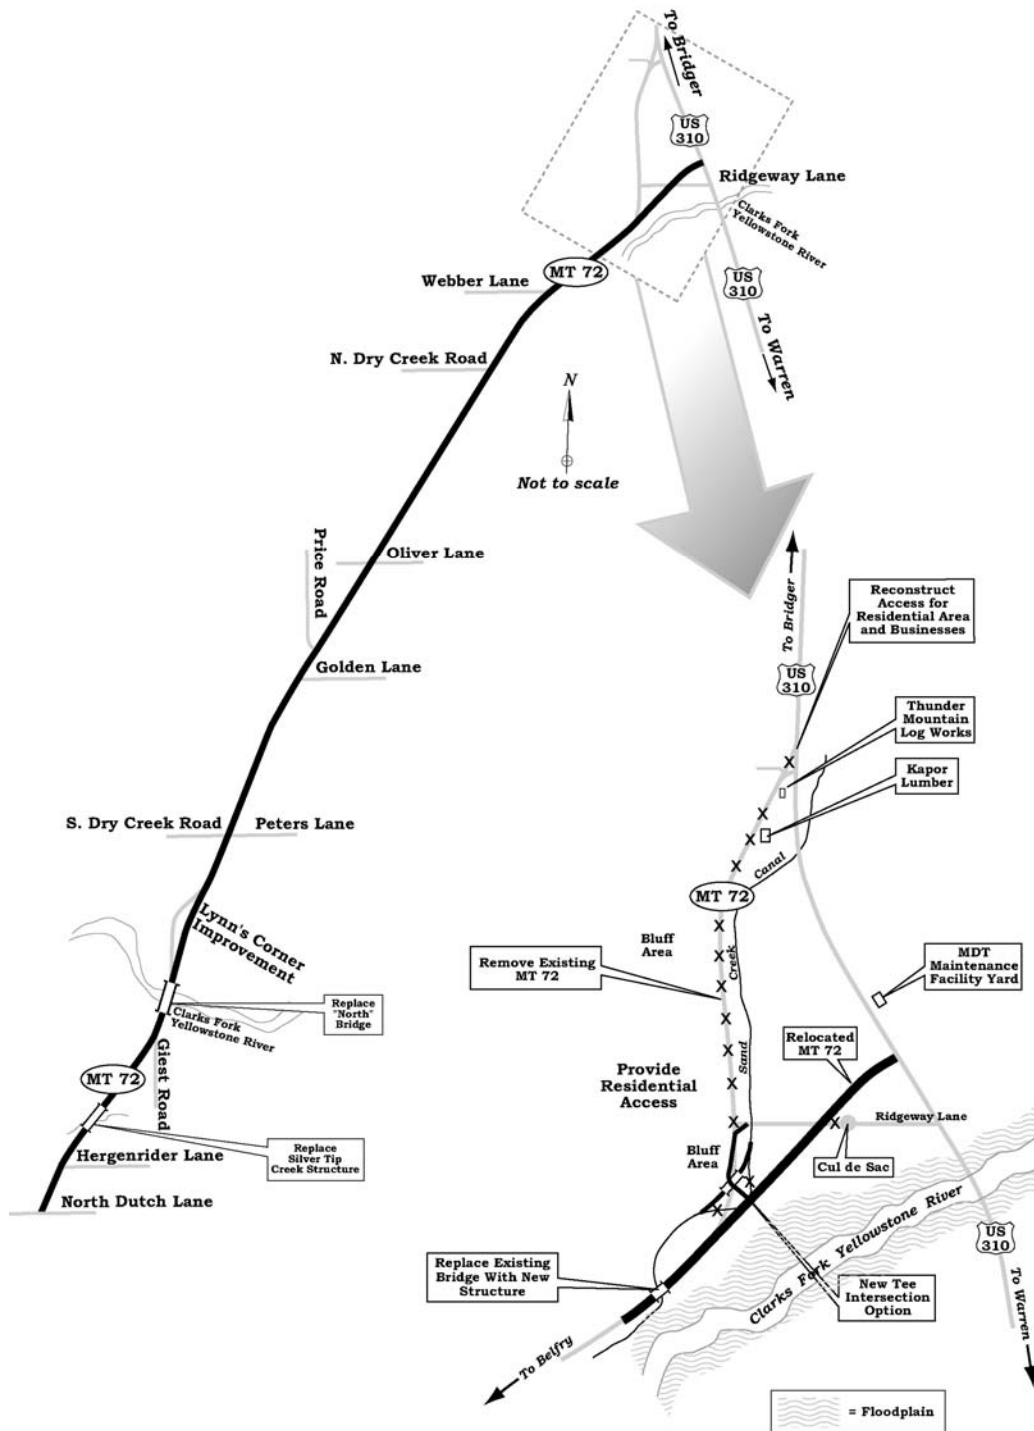 To Bridger
US
310
Ridgeway Lane
Clarks Fork
Yellowstone River
MT 72
Webber Lane
US
310
To Warren
N. Dry Creek Road
N
Not to scale
Price Road
Oliver Lane
Golden Lane
S. Dry Creek Road
Peters Lane
Lynn's Corner
Improvement
Replace
"North"
Bridge
Clarks Fork
Yellowstone River
Giest Road
MT 72
Replace
Silver Tip
Creek Structure
Hergenrider Lane
North Dutch Lane
To Bridger
Reconstruct
Access for
Residential Area
and Businesses
US
310
Thunder
Mountain
Log Works
X
Kapor
Lumber
X
X
X
Canal
MT 72
Bluff
Area
X
X
X
X
X
X
X
Creek
Sand
Remove Existing
MT 72
MDT
Maintenance
Facility Yard
Relocated
MT 72
Provide
Residential
Access
X
Ridgeway Lane
Cul de Sac
Bluff
Area
X
X
Clarks Fork Yellowstone River
US
310
Replace Existing
Bridge With New
Structure
New Tee
Intersection
Option
To Belfry
To Warren
= Floodplain